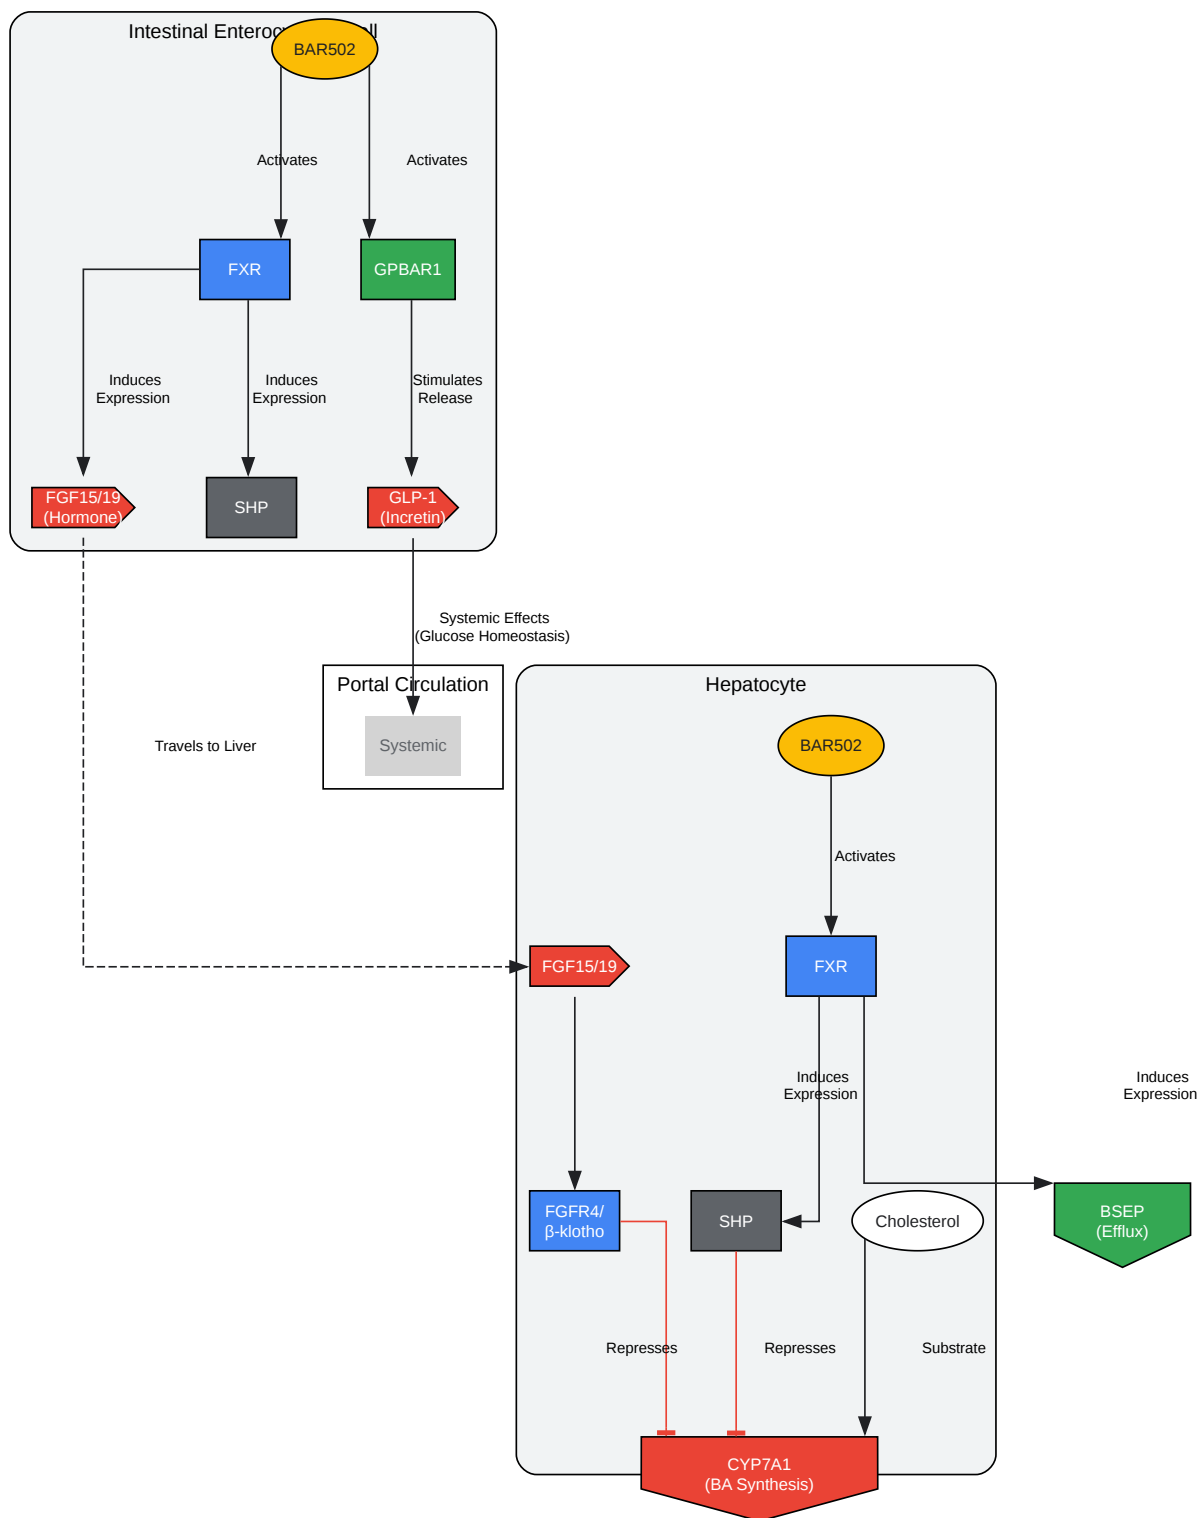 Intestinal
BAR502
Activates
Activates
FXR
GPBAR1
Induces
Expression
Induces
Expression
Stimulates
Release
FGF15/19
(Hormone)
SHP
GLP-1
(Incretin)
Systemic Effects
(Glucose Homeostasis)
Portal Circulation
Systemic
Travels to Liver
Hepatocyte
BAR502
Activates
FGF15/19
FXR
Induces
Expression
Induces
Expression
FGFR4/
β-klotho
SHP
Cholesterol
BSEP
(Efflux)
Represses
Represses
Substrate
CYP7A1
(BA Synthesis)